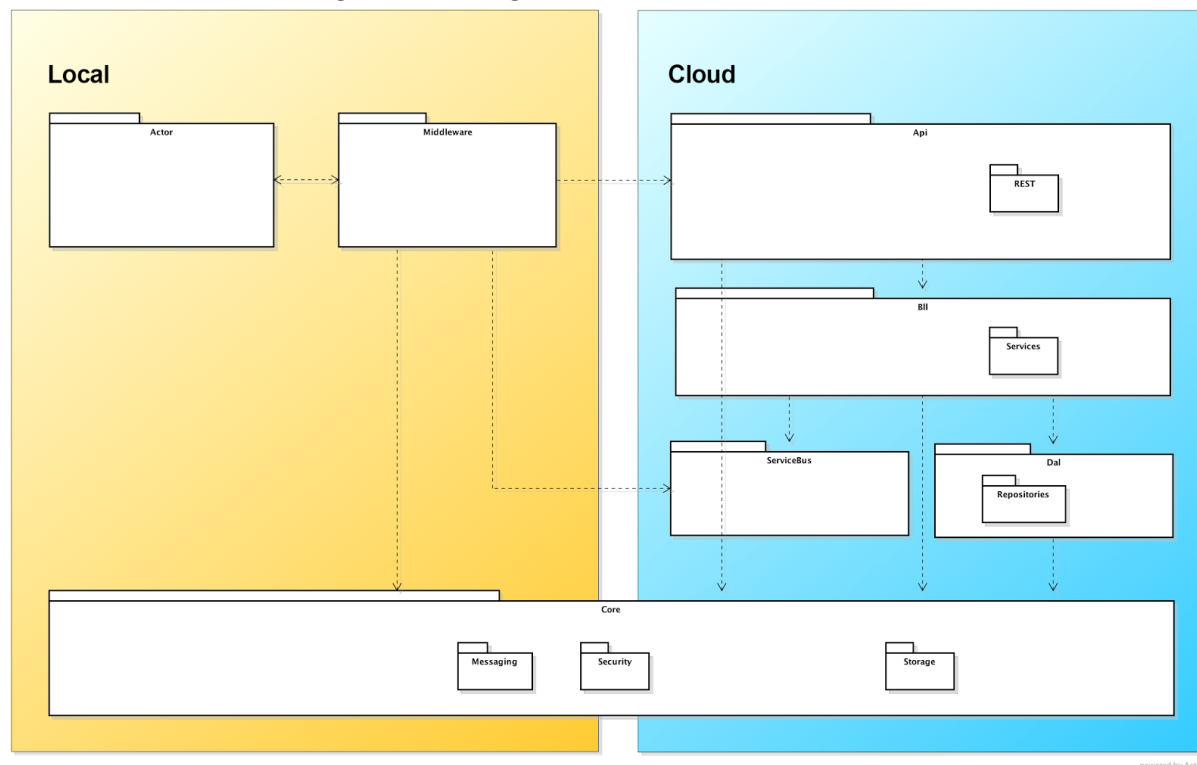 Local
Cloud
Actor
Middleware
Api
REST
Bll
Services
ServiceBus
Dal
Repositories
Core
Messaging
Security
Storage